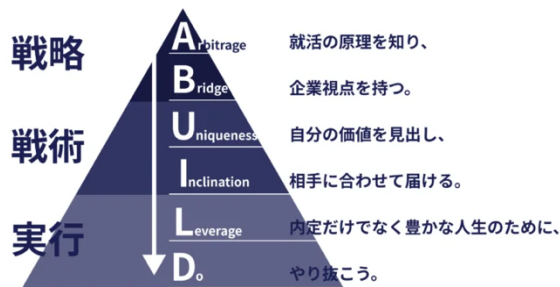 戦略
Arbitrage 就活の原理を知り、
Bridge 企業視点を持つ。
戦術
Uniqueness 自分の価値を見出し、
Inclination 相手に合わせて届ける。
実行
Leverage 内定だけでなく豊かな人生のために、
Do やり抜こう。